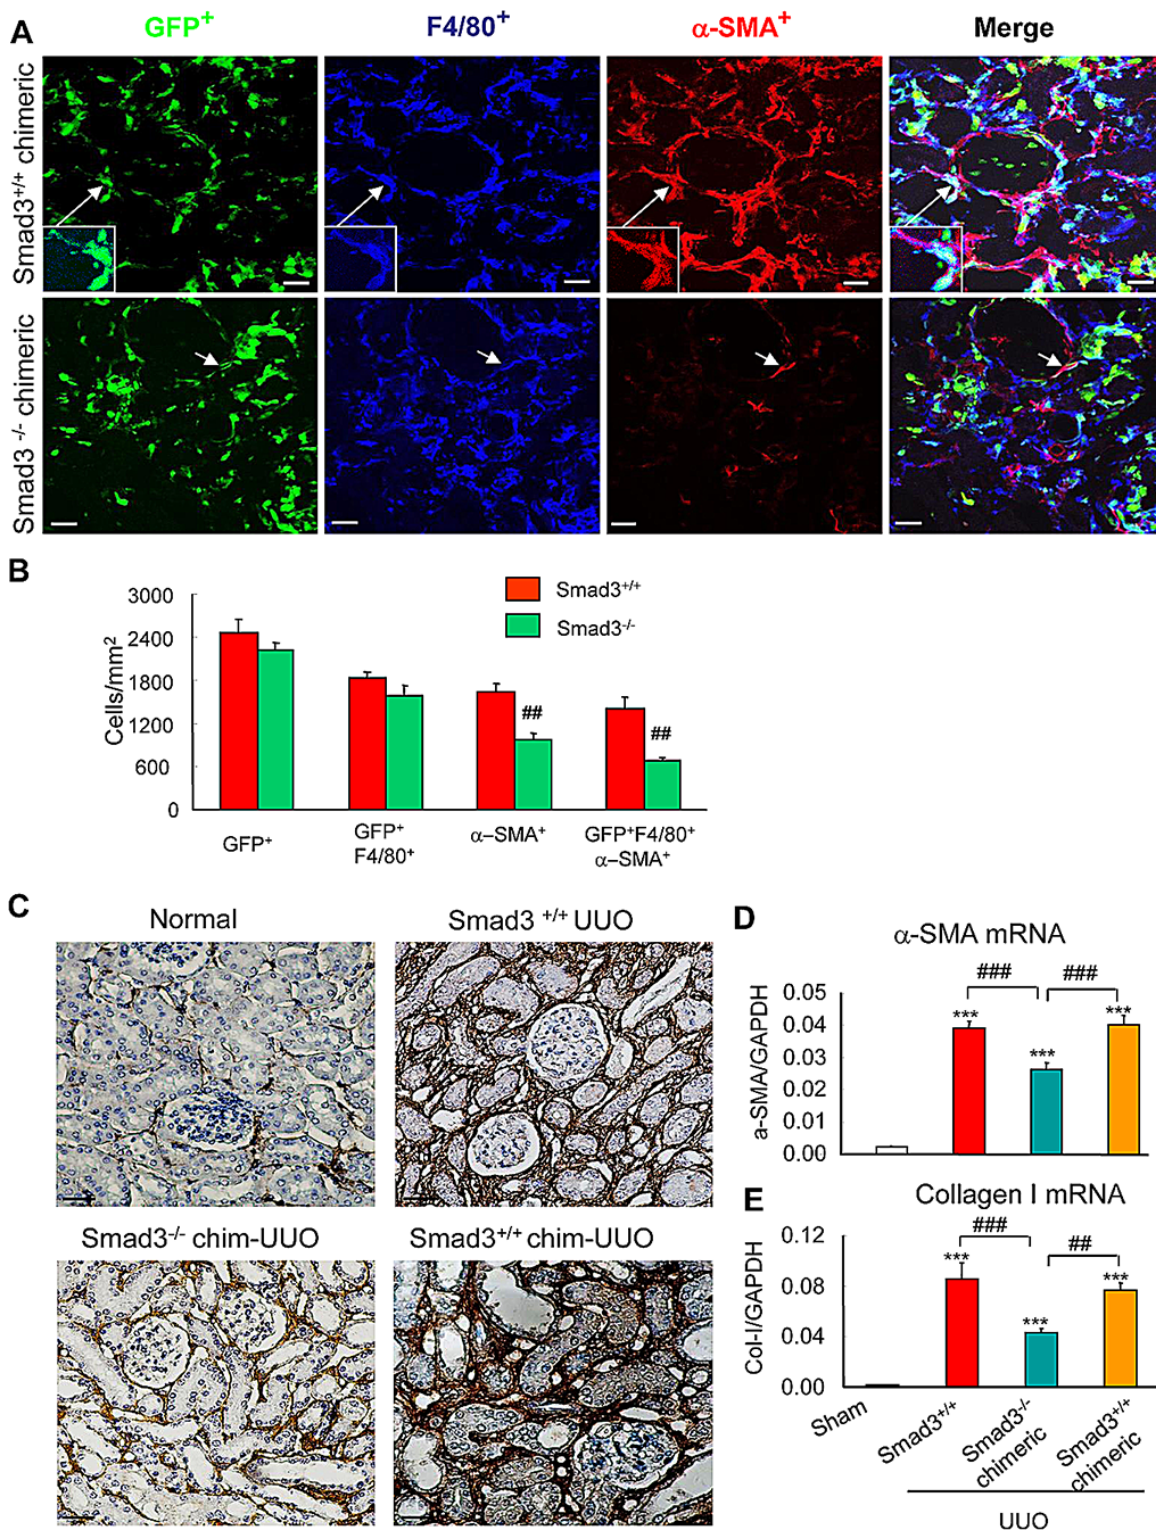 A
GFP+ F4/80+ α-SMA+ Merge
Smad3+/+ chimeric
Smad3 -/- chimeric
B
Cells/mm2
3000
2400
1800
1200
600
0
Smad3+/+
Smad3-/-
##
##
GFP+
GFP+
F4/80+
α–SMA+
GFP+F4/80+
α–SMA+
C
Normal
Smad3 +/+ UUO
Smad3-/- chim-UUO
Smad3+/+ chim-UUO
D
α-SMA mRNA
a-SMA/GAPDH
0.05
0.04
0.03
0.02
0.01
0.00
###
###
***
***
***
E
Collagen I mRNA
Col-I/GAPDH
0.12
0.08
0.04
0.00
###
##
***
***
***
Sham
Smad3+/+
Smad3-/-
chimeric
Smad3+/+
chimeric
UUO